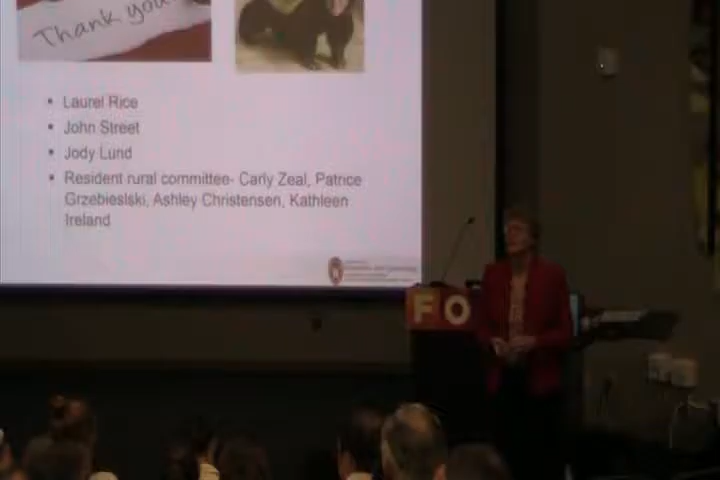 Thank you
Laurel Rice
John Street
Jody Lund
Resident rural committee- Carly Zeal, Patrice
Grzebieslski, Ashley Christensen, Kathleen
Ireland
FO